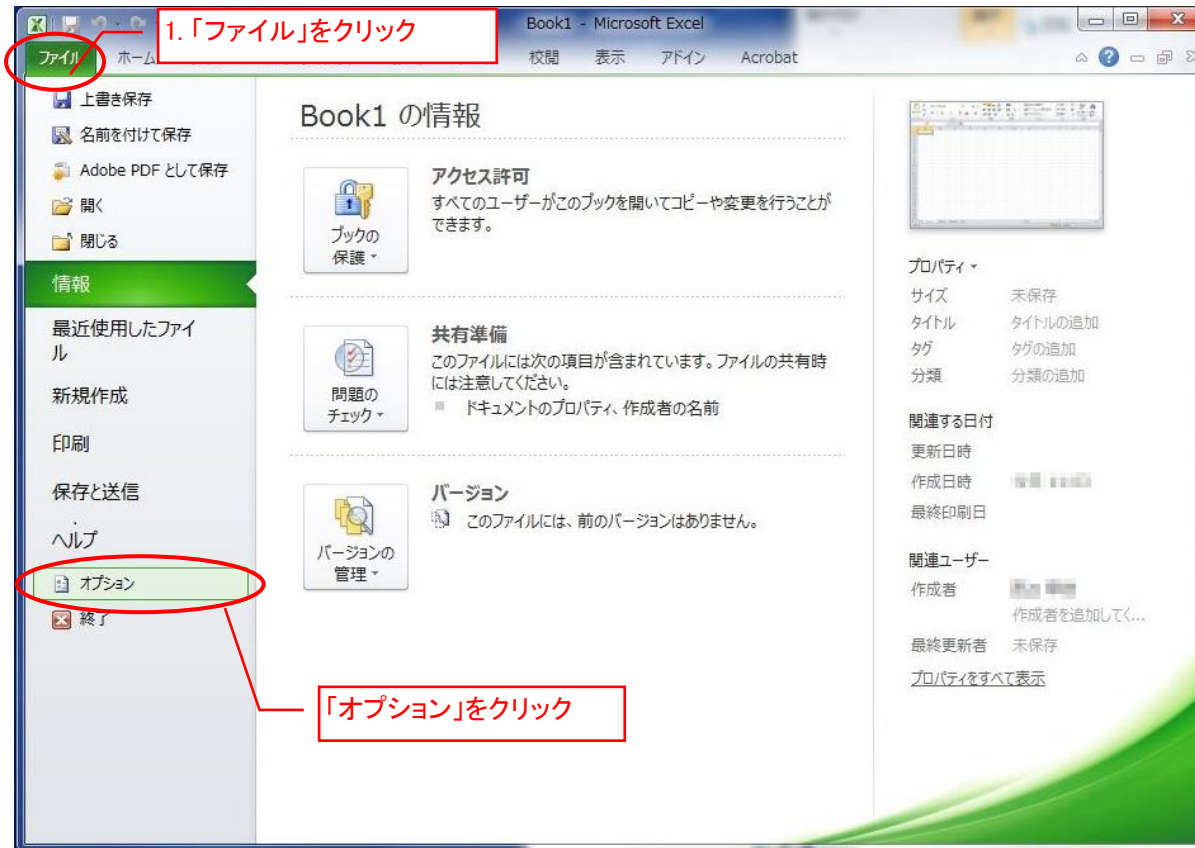 Book1 - Microsoft Excel
1.「ファイル」をクリック
ファイル
校閲 表示 アドイン Acrobat
上書き保存
名前を付けて保存
Adobe PDF として保存
開く
閉じる
情報
最近使用したファイ
ル
新規作成
印刷
保存と送信
ヘルプ
オプション
終了
「オプション」をクリック
Book1 の情報
ブックの
保護
アクセス許可
すべてのユーザーがこのブックを開いてコピーや変更を行うことが
できます。
問題の
チェック
共有準備
このファイルには次の項目が含まれています。ファイルの共有時
には注意してください。
ドキュメントのプロパティ、作成者の名前
バージョンの
管理
バージョン
このファイルには、前のバージョンはありません。
プロパティ
サイズ 未保存
タイトル タイトルの追加
タグ タグの追加
分類 分類の追加
関連する日付
更新日時
作成日時
最終印刷日
関連ユーザー
作成者
作成者を追加してく...
最終更新者 未保存
プロパティをすべて表示